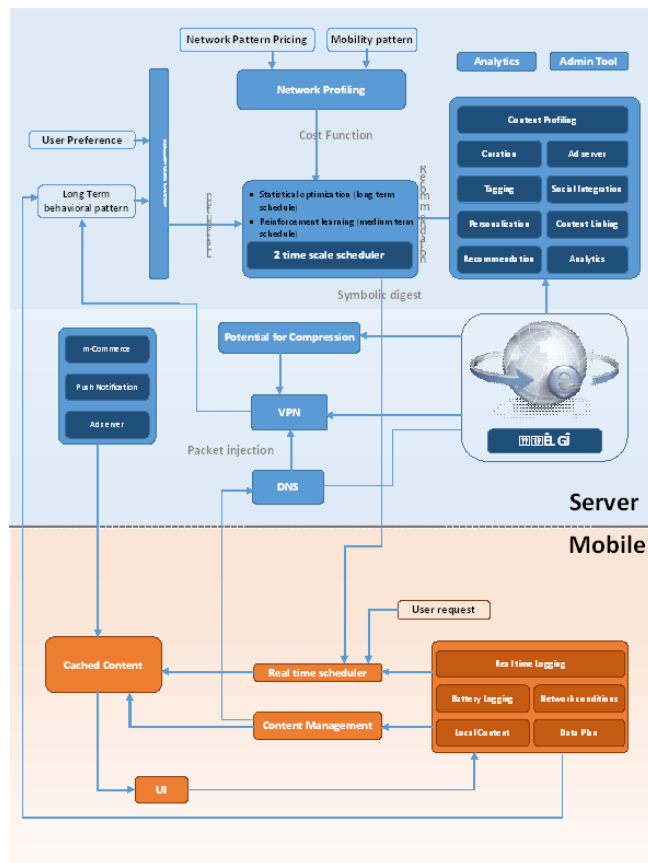 Network Pattern Pricing
Mobility pattern
Analytics
Admin Tool
Network Profiling
Content Profiling
User Preference
Cost Function
Curation
Ad server
Long Term
behavioral pattern
▪ Statistical optimization (long term
schedule)
▪ Reinforcement learning (medium term
schedule)
2 time scale scheduler
Tagging
Social Integration
Personalization
Content Linking
Recommendation
Analytics
Symbolic digest
m-Commerce
Push Notification
Ad server
Potential for Compression
VPN
e
Packet injection
DNS
Server
Mobile
User request
Cached Content
Real time scheduler
Real time Logging
Battery Logging
Network conditions
Content Management
Local Content
Data Plan
UI